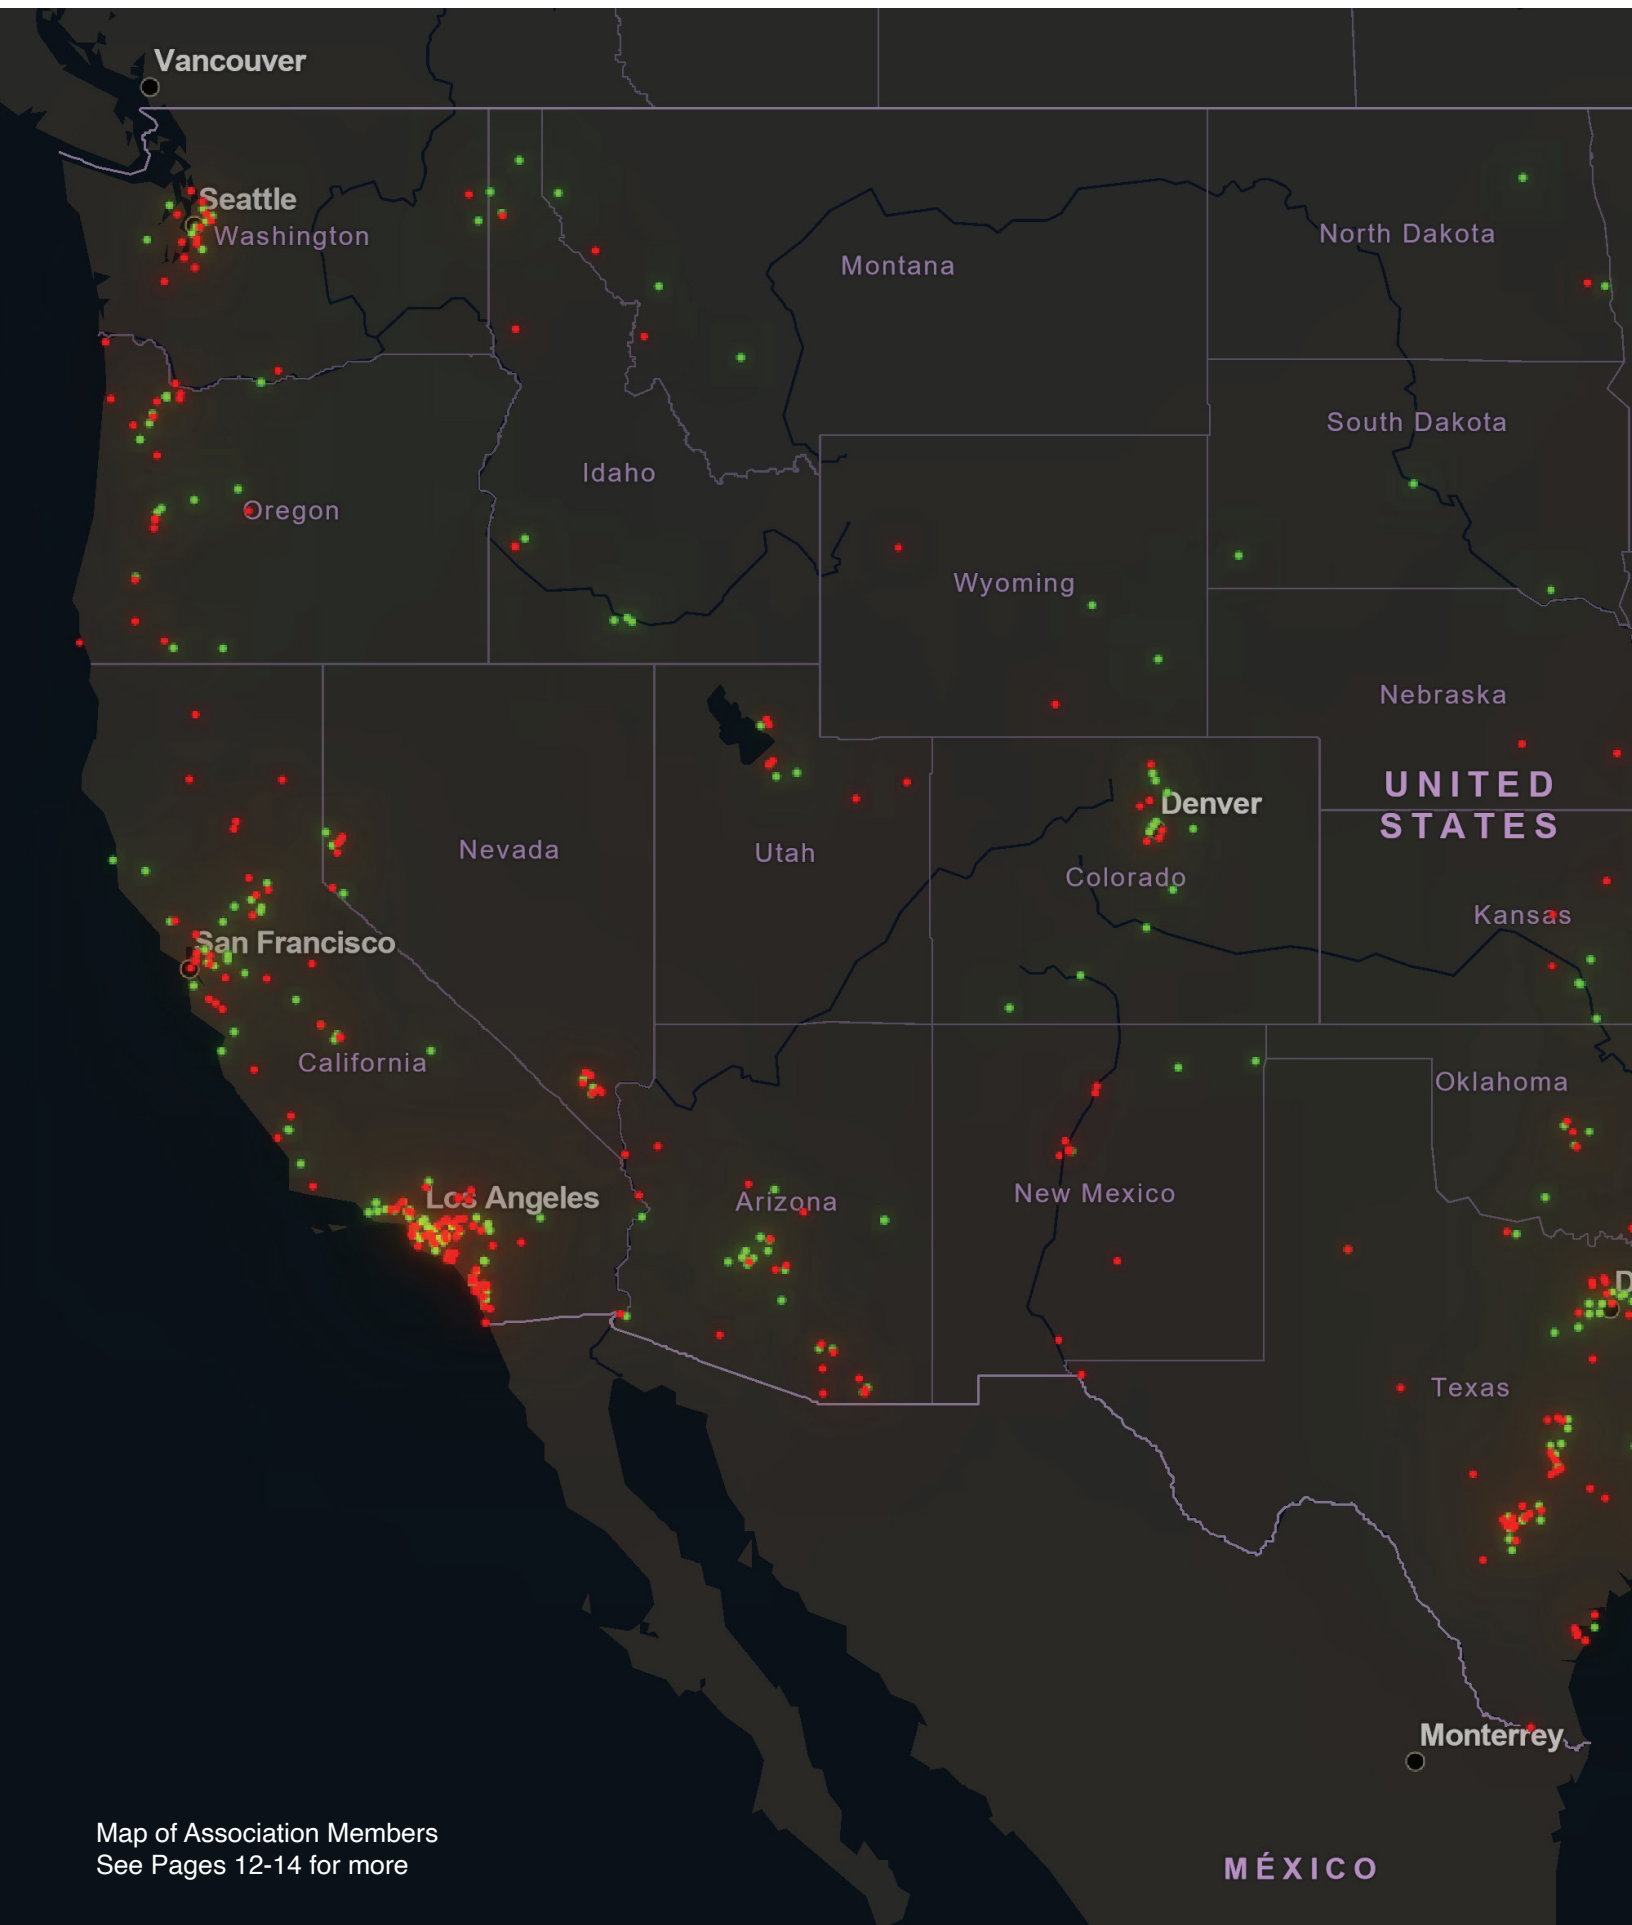 Vancouver
Seattle
Washington
Montana
North Dakota
South Dakota
Idaho
Oregon
Wyoming
Nebraska
UNITED
STATES
Denver
Nevada
Utah
Colorado
Kansas
San Francisco
California
Oklahoma
Los Angeles
Arizona
New Mexico
D
Texas
Monterrey
Map of Association Members
See Pages 12-14 for more
MÉXICO